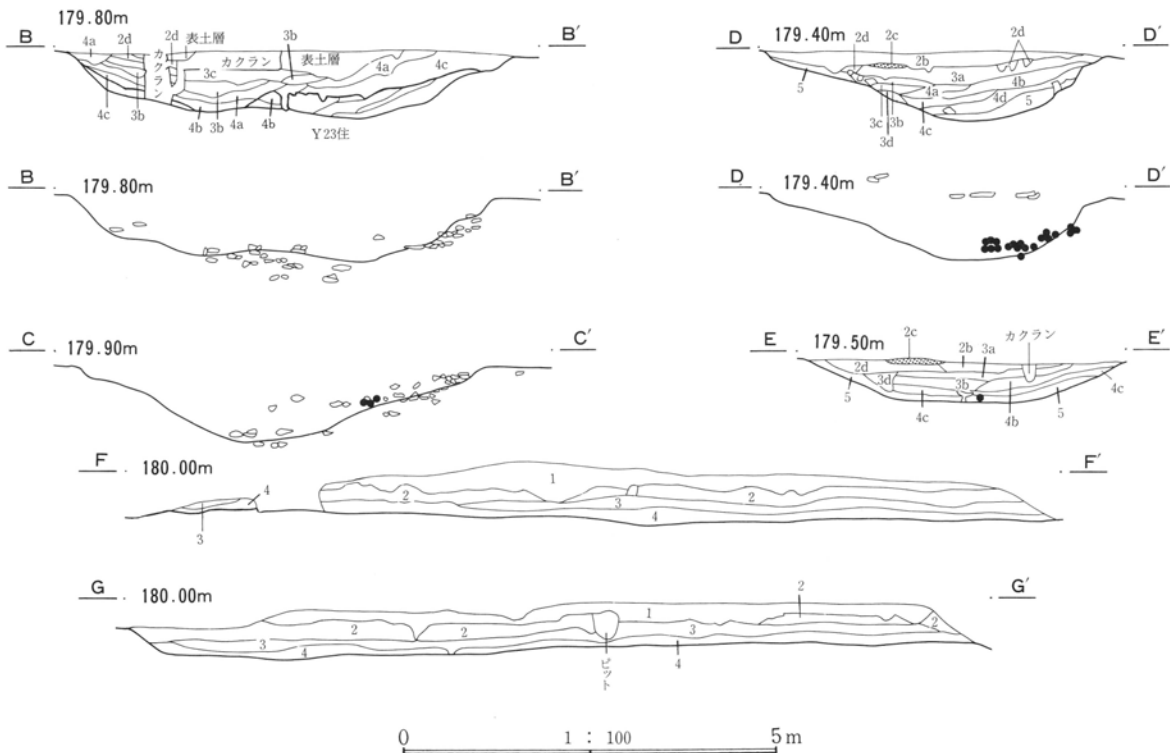 179.80m
B B′
4a 2d カクラン 2d 表土層 3b 表土層
カクラン 4a 4c
3c
4c 3b 4b 3b 4a 4b Y23住
179.40m
D D′
2d 2c 2b 2d
3a 4b
5 4a 4d 5
3c 3b 4c
3d
B 179.80m B′
D 179.40m D′
C 179.90m C′
E 179.50m E′
2c 2b 3a カクラン
2d
5 3d 3b 4c
4c 4b 5
F 180.00m F′
1
4 2 3 2
3 4
G 180.00m G′
2
1
2 2 3 2
3 4 4
ピット
0 1 : 100 5m